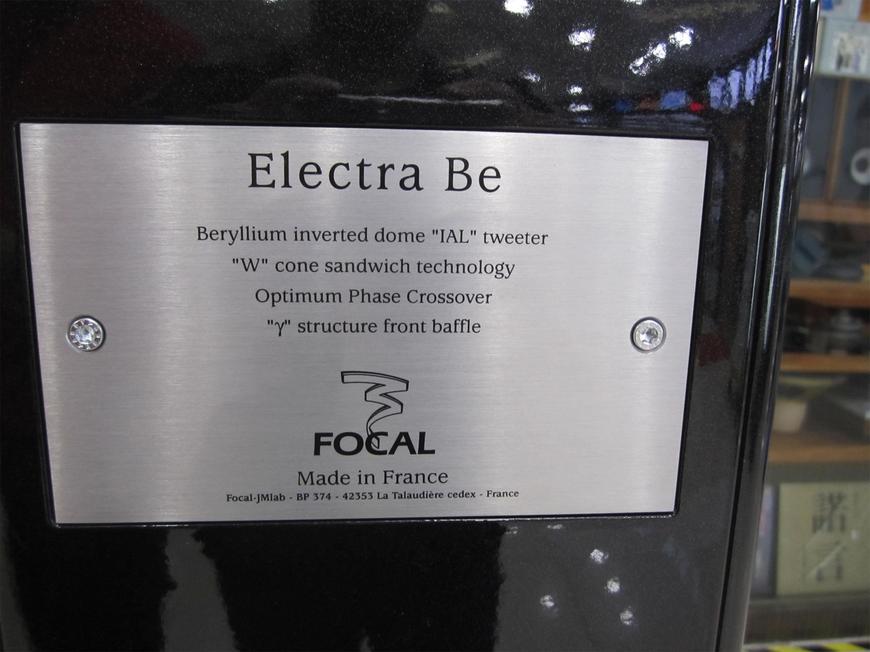 Electra Be
Beryllium inverted dome "IAL" tweeter
"W" cone sandwich technology
Optimum Phase Crossover
"γ" structure front baffle
FOCAL
Made in France
Focal-JMlab - BP 374 - 42353 La Talaudière cedex - France
諾